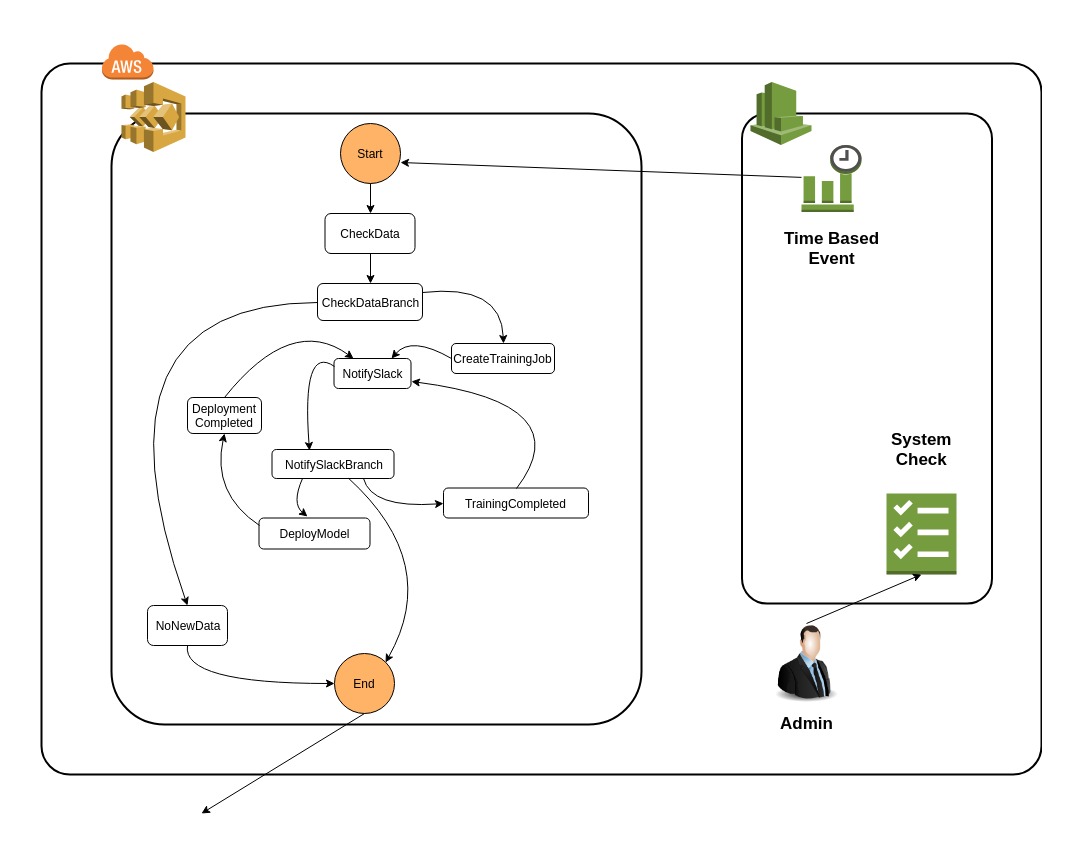 AWS
Start
CheckData
CheckDataBranch
CreateTrainingJob
NotifySlack
Deployment
Completed
NotifySlackBranch
TrainingCompleted
DeployModel
NoNewData
End
Time Based
Event
System
Check
Admin